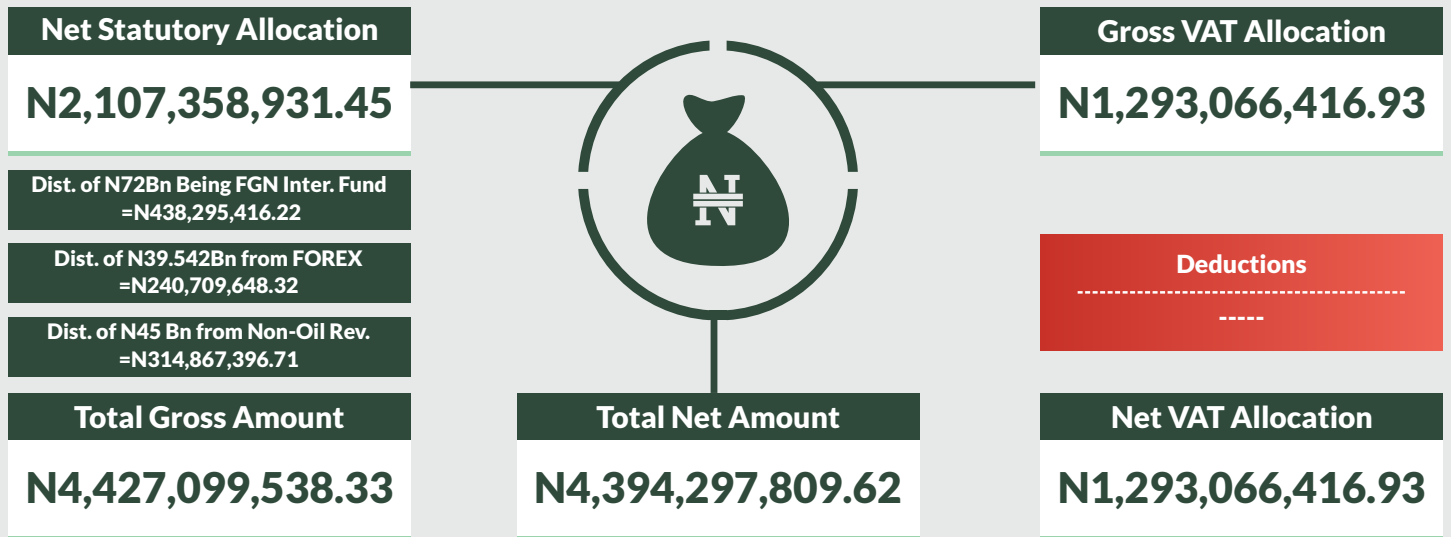 Net Statutory Allocation
N2,107,358,931.45
Dist. of N72Bn Being FGN Inter. Fund
=N438,295,416.22
Dist. of N39.542Bn from FOREX
=N240,709,648.32
Dist. of N45 Bn from Non-Oil Rev.
=N314,867,396.71
Total Gross Amount
N4,427,099,538.33
₦
Total Net Amount
N4,394,297,809.62
Gross VAT Allocation
N1,293,066,416.93
Deductions
--------------------------------------------
-----
Net VAT Allocation
N1,293,066,416.93